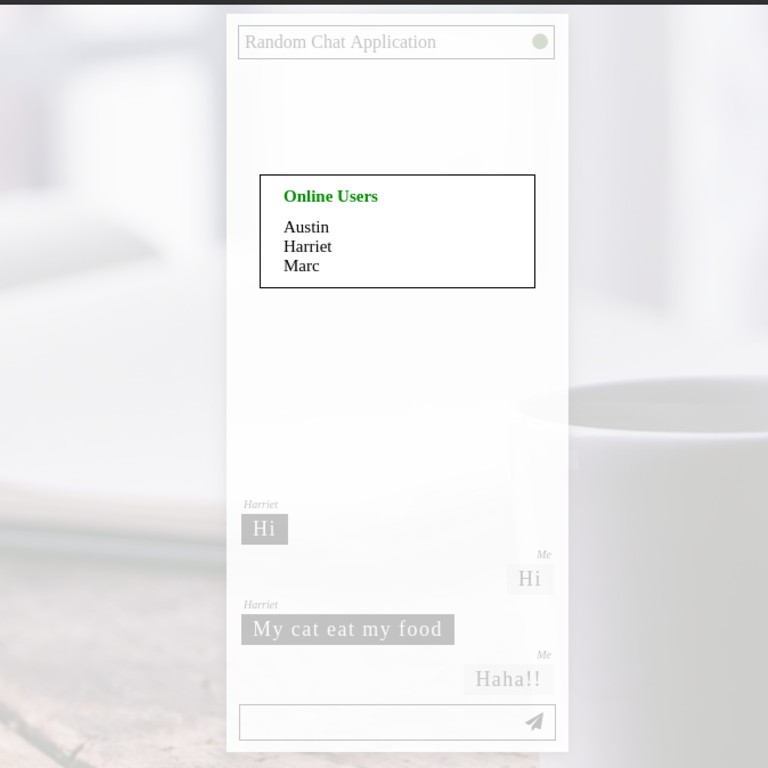 Random Chat Application
Online Users
Austin
Harriet
Marc
Harriet
Hi
Me
Hi
Harriet
My cat eat my food
Me
Haha!!